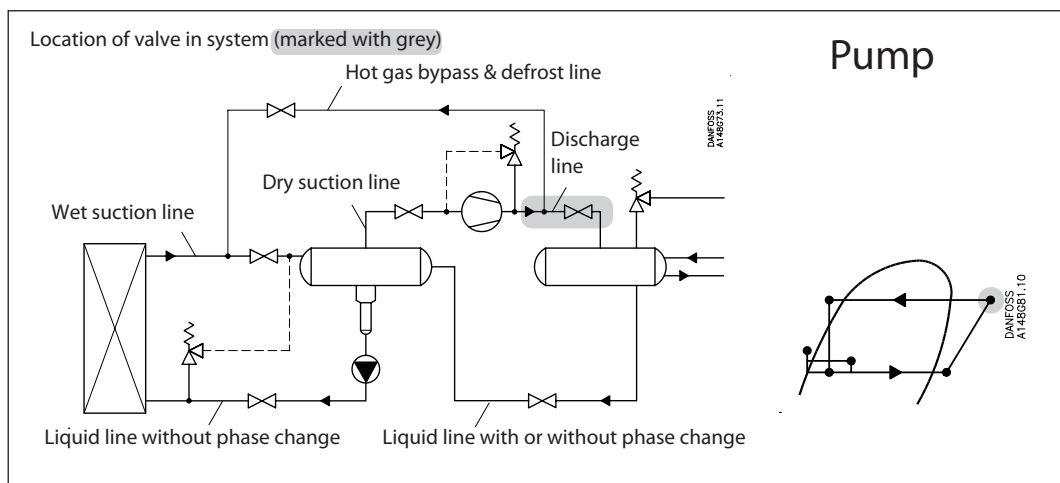 Location of valve in system (marked with grey)
Pump
Hot gas bypass & defrost line
DANFOSS
A148G73.11
Discharge
line
Dry suction line
Wet suction line
DANFOSS
A148G81.10
Liquid line without phase change
Liquid line with or without phase change